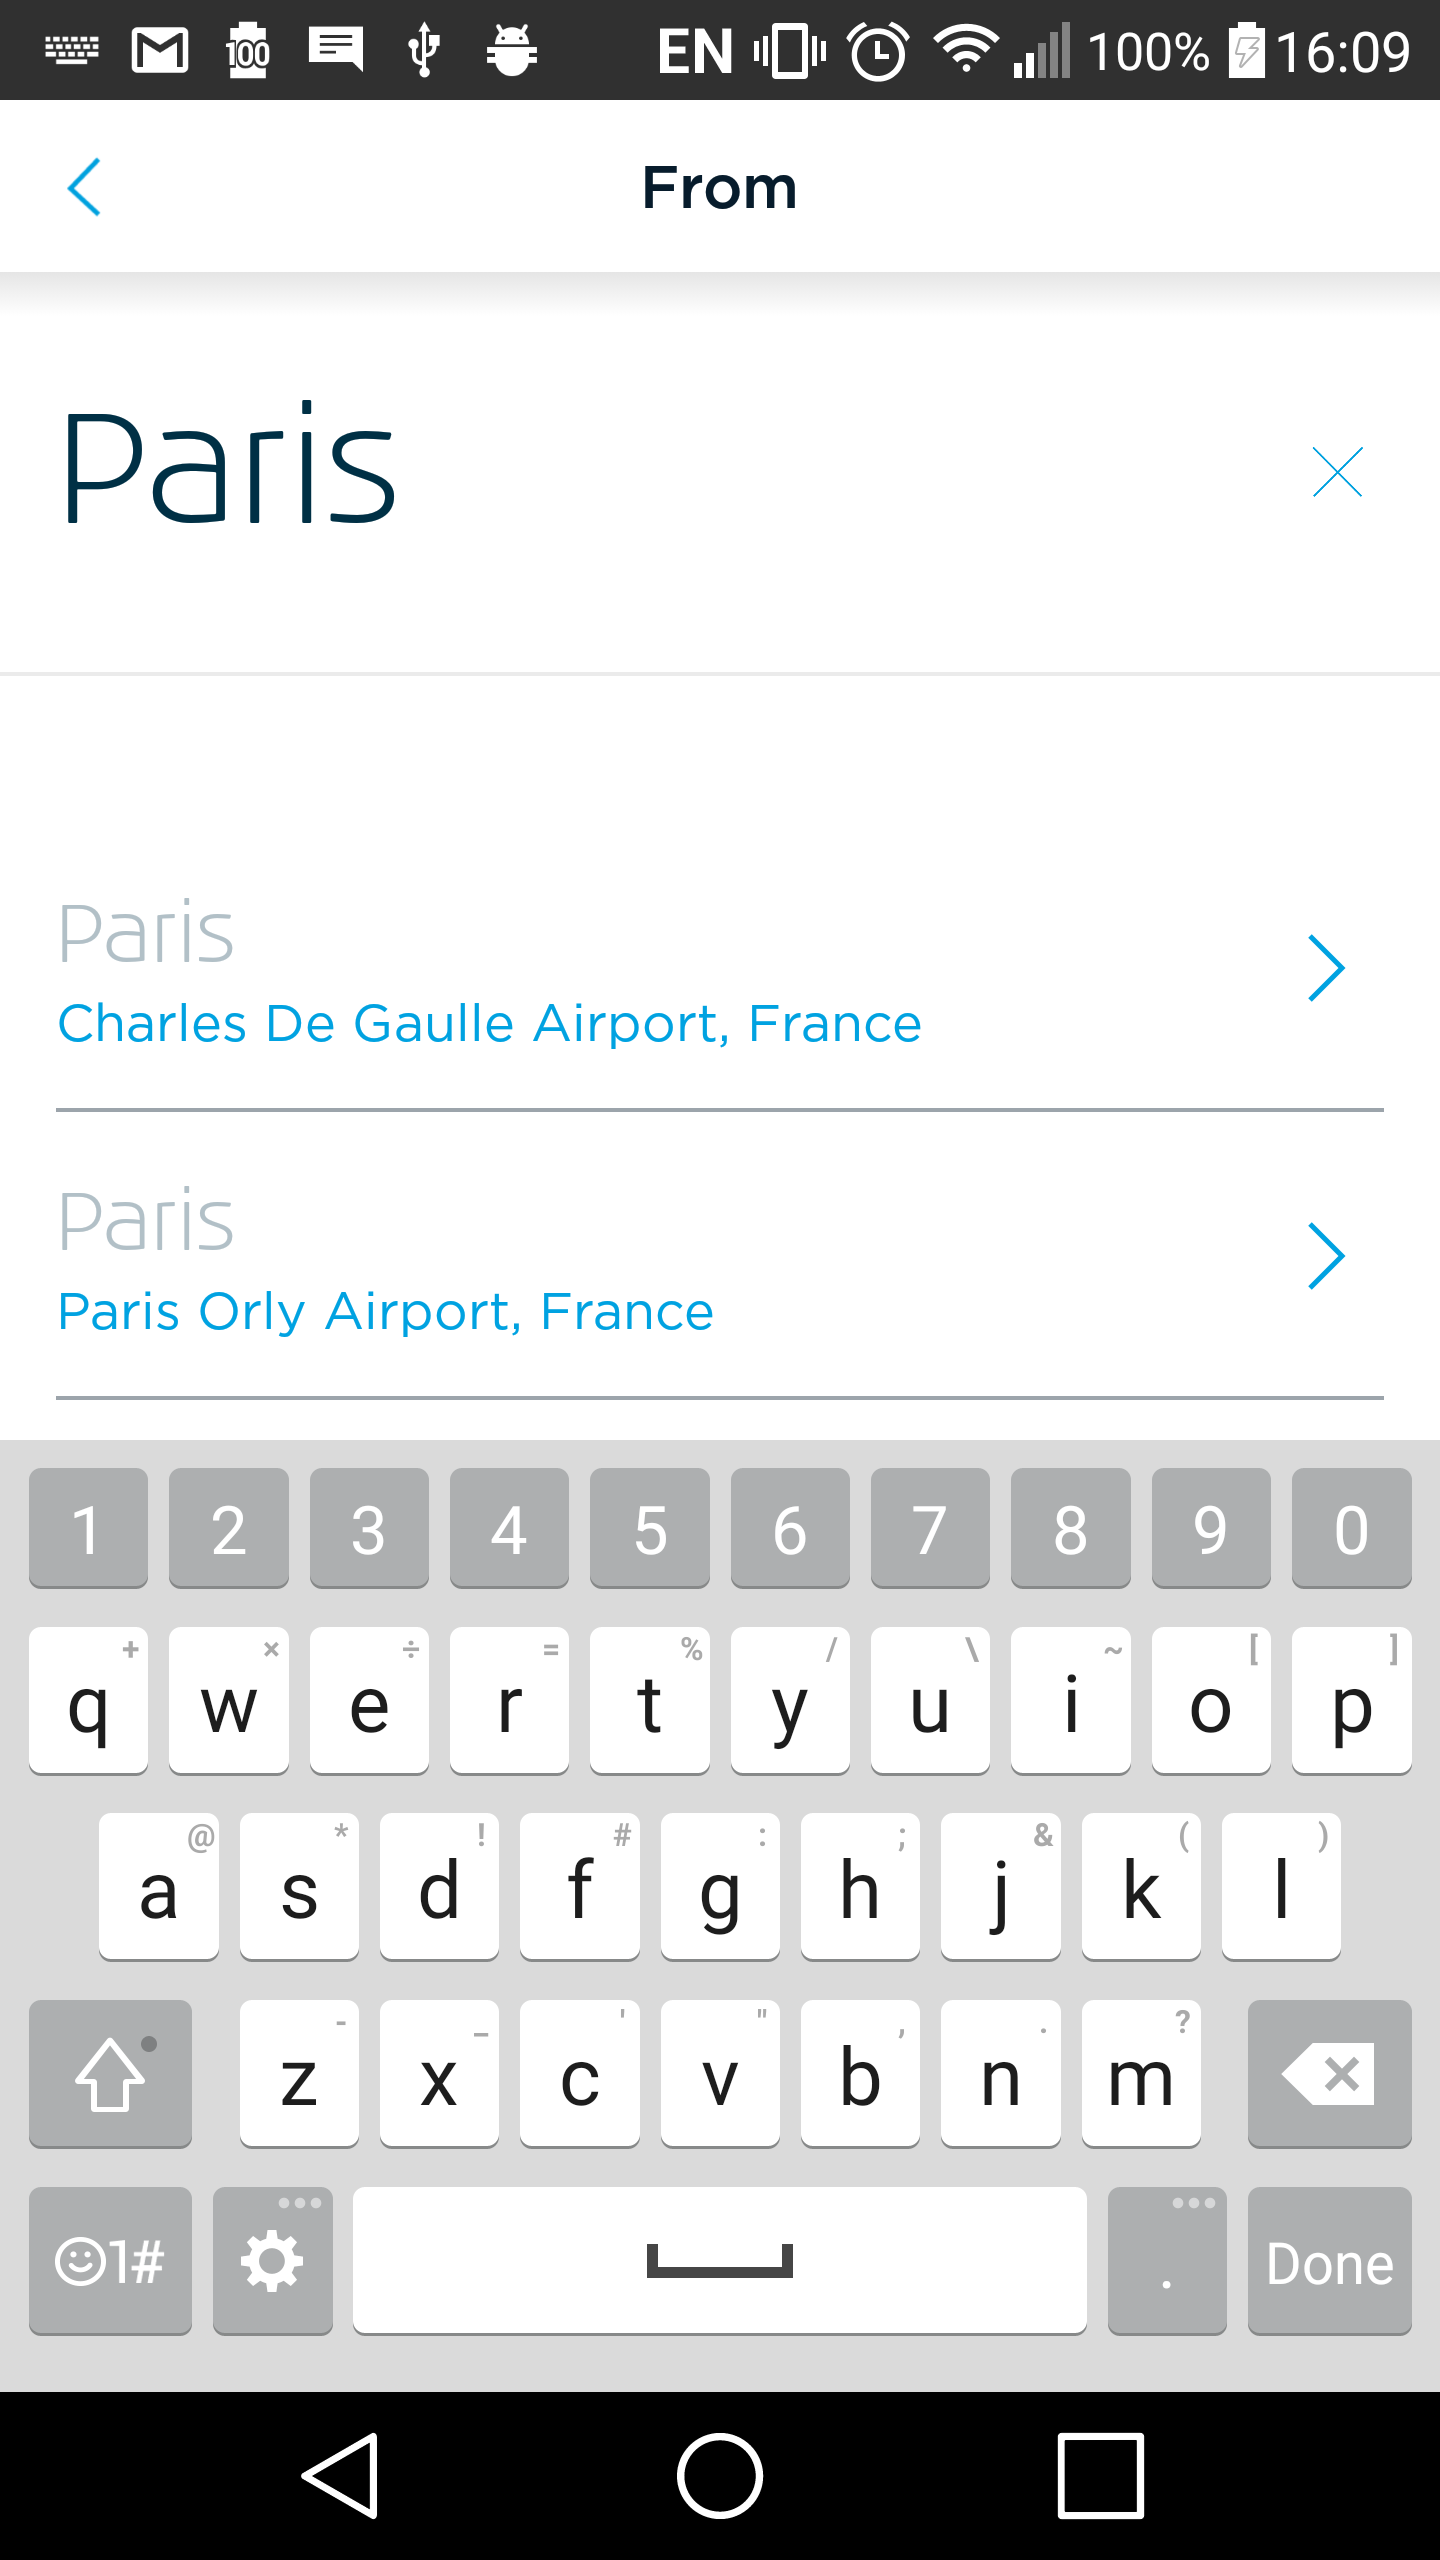 100 EN 100% 16:09
From
Paris
Paris
Charles De Gaulle Airport, France
Paris
Paris Orly Airport, France
1 2 3 4 5 6 7 8 9 0
+ × ÷ = % / \ ~ [ ]
q w e r t y u i o p
@ * ! # : ; & ( )
a s d f g h j k l
- _ ' " , . ?
z x c v b n m
1# . Done